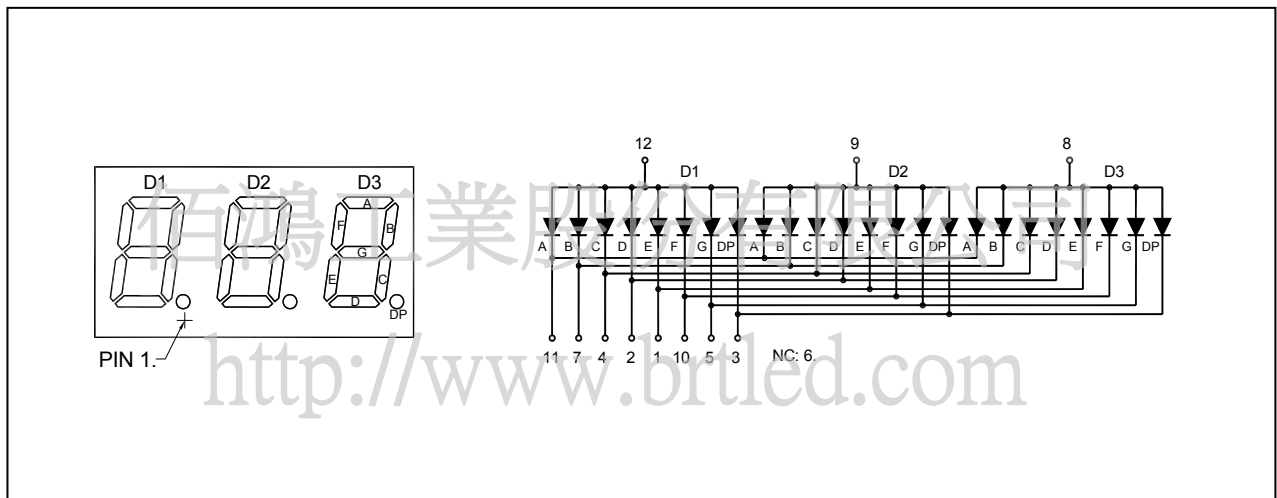 12 9 8
D1 D2 D3
D1 D2 D3
A
F B
G
E C
D
DP
A B C D E F G DP A B C D E F G DP A B C D E F G DP
PIN 1.
11 7 4 2 1 10 5 3 NC: 6.
佰鴻工業股份有限公司
http://www.brtled.com